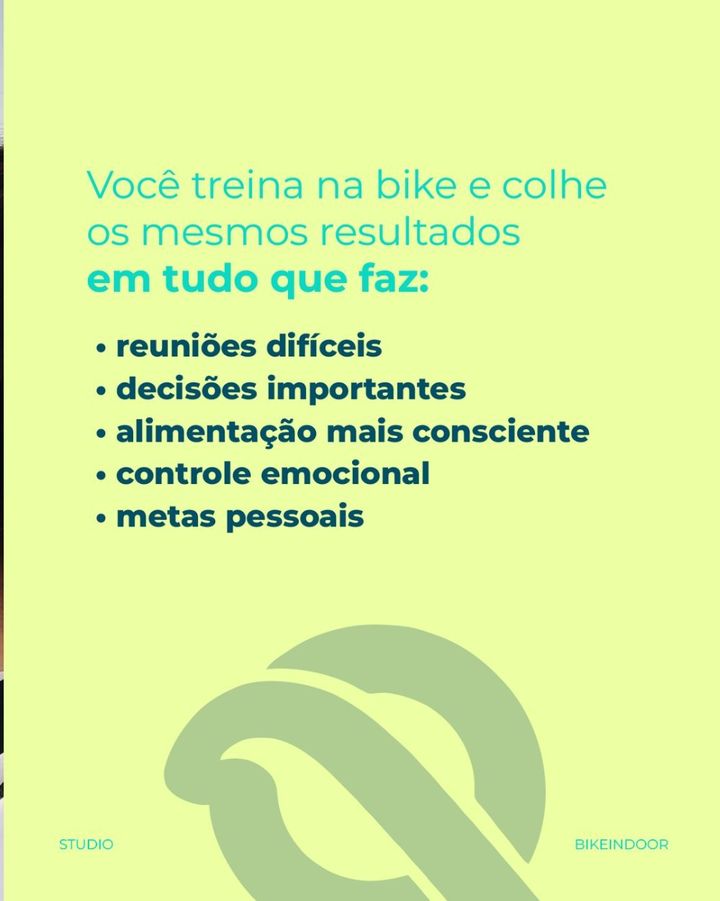 Você treina na bike e colhe
os mesmos resultados
em tudo que faz:
• reuniões difíceis
• decisões importantes
• alimentação mais consciente
• controle emocional
• metas pessoais
STUDIO
BIKEINDOOR